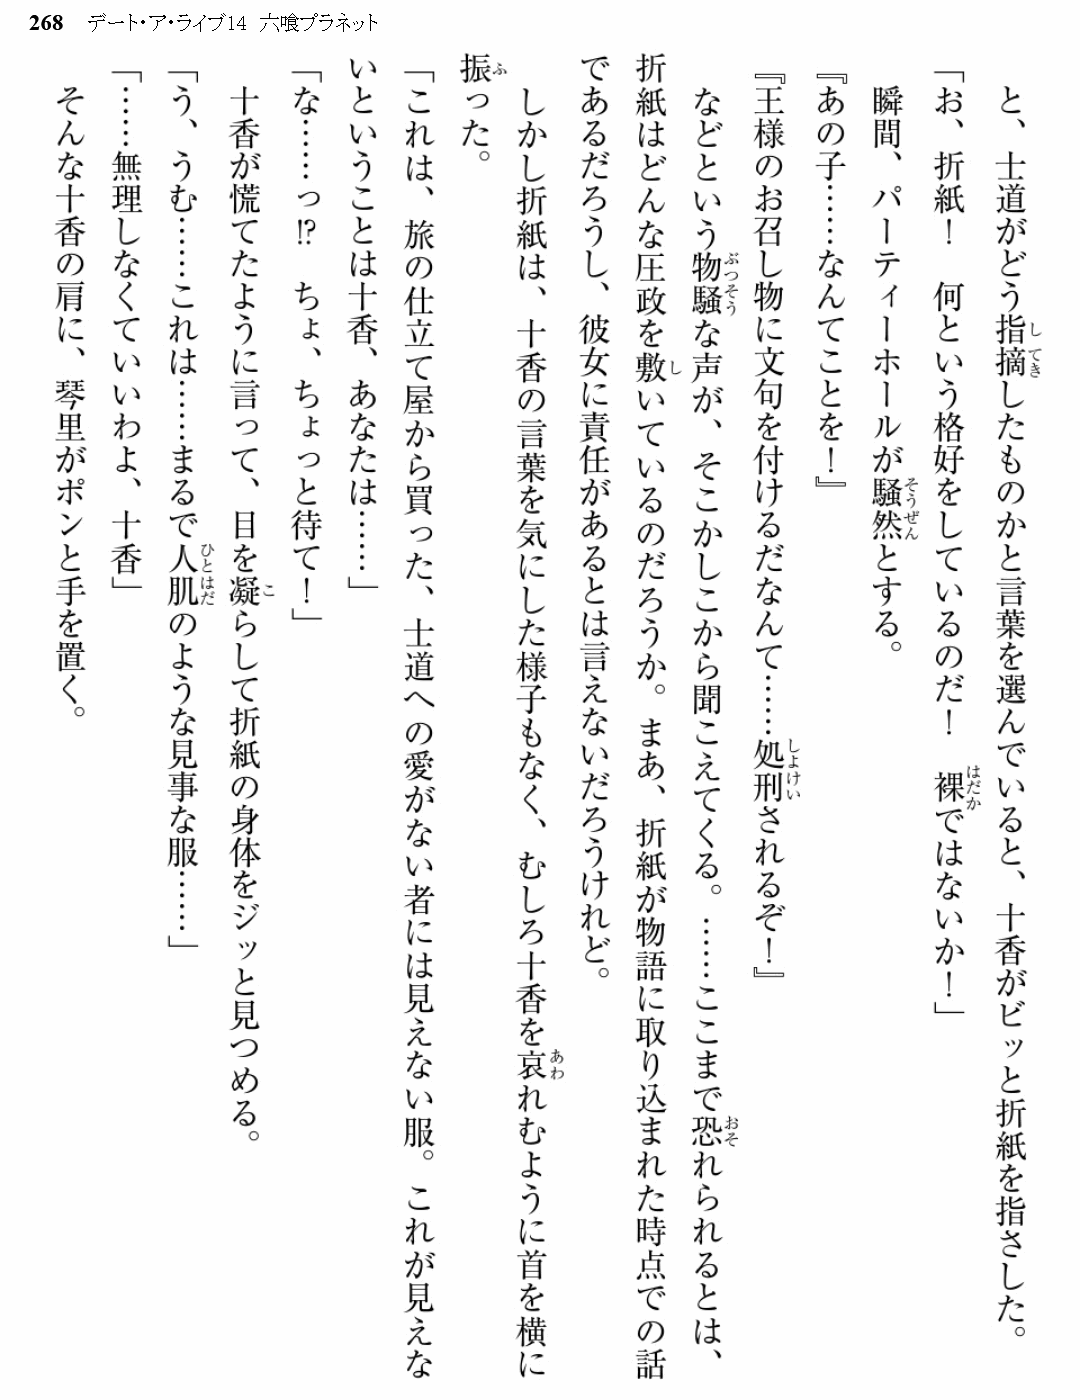 268 デート・ア・ライブ14 六喰プラネット
と、士道がどう指摘したものかと言葉を選んでいると、十香がビッと折紙を指さした。
「お、折紙！　何という格好をしているのだ！　裸ではないか！」
瞬間、パーティーホールが騒然とする。
『あの子……なんてことを！』
『王様のお召し物に文句を付けるだなんて……処刑されるぞ！』
などという物騒な声が、そこかしこから聞こえてくる。……ここまで恐れられるとは、
折紙はどんな圧政を敷いているのだろうか。まあ、折紙が物語に取り込まれた時点での話
であるだろうし、彼女に責任があるとは言えないだろうけれど。
しかし折紙は、十香の言葉を気にした様子もなく、むしろ十香を哀れむように首を横に
振った。
「これは、旅の仕立て屋から買った、士道への愛がない者には見えない服。これが見えな
いということは十香、あなたは……」
「な……っ!?　ちょ、ちょっと待て！」
十香が慌てたように言って、目を凝らして折紙の身体をジッと見つめる。
「う、うむ……これは……まるで人肌のような見事な服……」
「……無理しなくていいわよ、十香」
そんな十香の肩に、琴里がポンと手を置く。